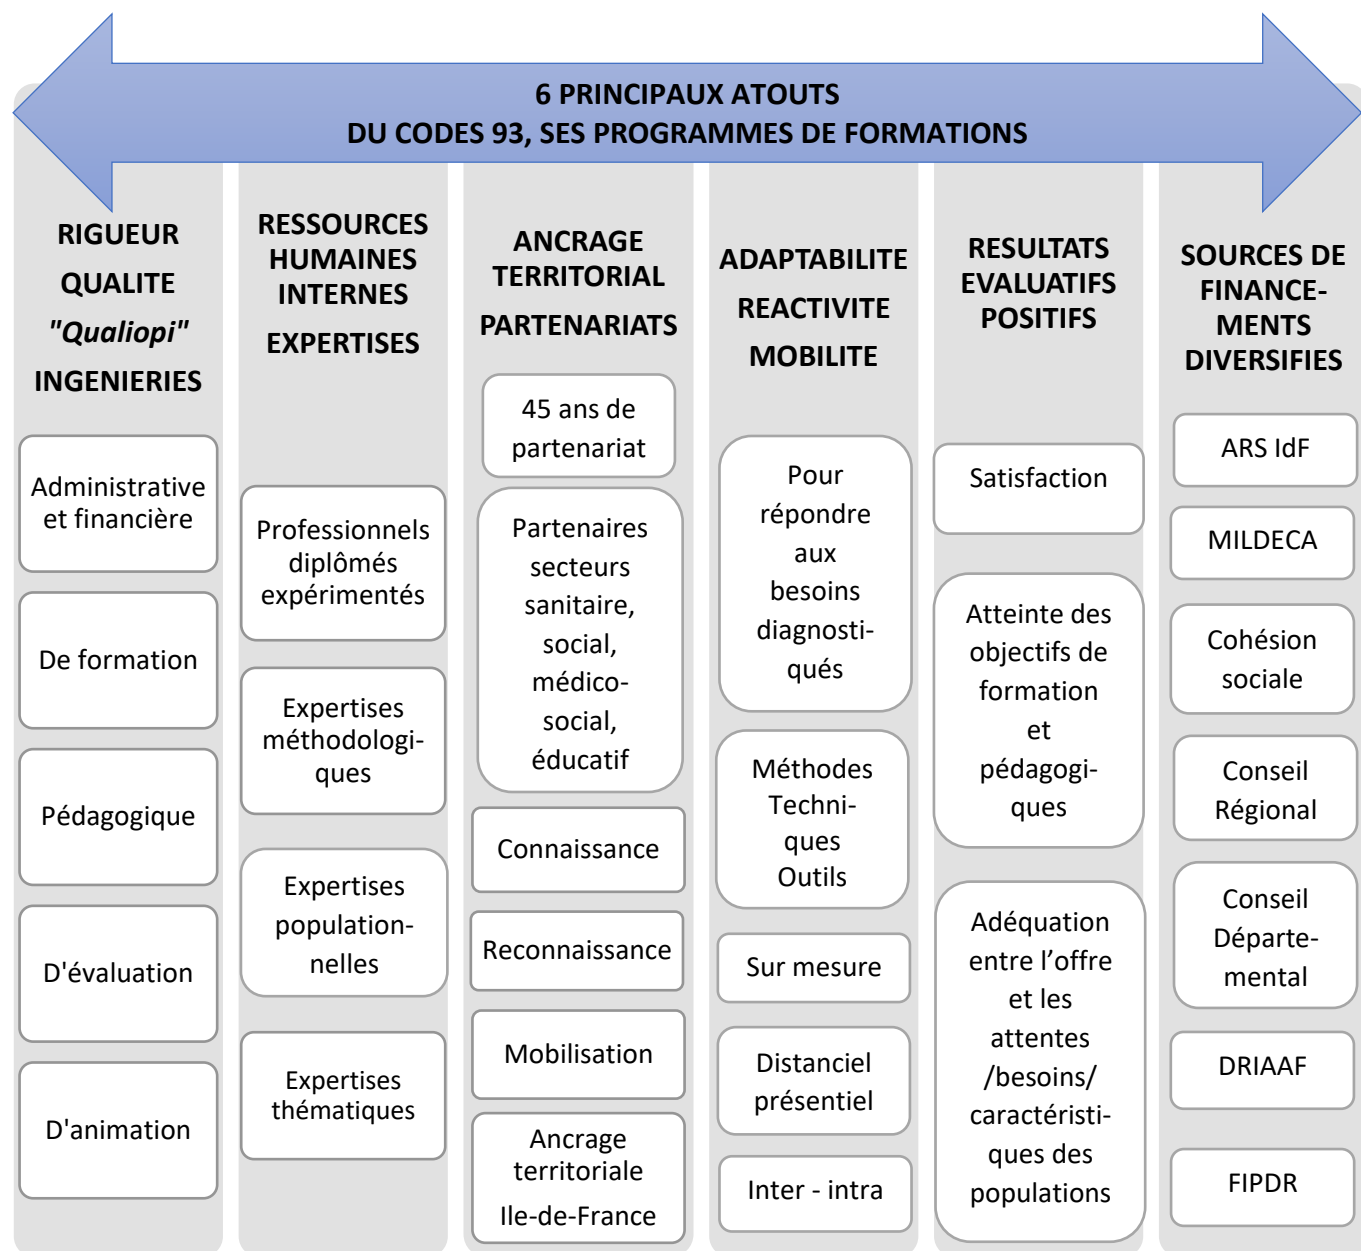 6 PRINCIPAUX ATOUTS
DU CODES 93, SES PROGRAMMES DE FORMATIONS
RIGUEUR
QUALITE
"Qualiopi"
INGENIERIES
Administrative
et financière
De formation
Pédagogique
D'évaluation
D'animation
RESSOURCES
HUMAINES
INTERNES
EXPERTISES
Professionnels
diplômés
expérimentés
Expertises
méthodologi-
ques
Expertises
population-
nelles
Expertises
thématiques
ANCRAGE
TERRITORIAL
PARTENARIATS
45 ans de
partenariat
Partenaires
secteurs
sanitaire,
social,
médico-
social,
éducatif
Connaissance
Reconnaissance
Mobilisation
Ancrage
territoriale
Ile-de-France
ADAPTABILITE
REACTIVITE
MOBILITE
Pour
répondre
aux
besoins
diagnosti-
qués
Méthodes
Techni-
ques
Outils
Sur mesure
Distanciel
présentiel
Inter - intra
RESULTATS
EVALUATIFS
POSITIFS
Satisfaction
Atteinte des
objectifs de
formation
et
pédagogi-
ques
Adéquation
entre l’offre
et les
attentes
/besoins/
caractéristi-
ques des
populations
SOURCES DE
FINANCE-
MENTS
DIVERSIFIES
ARS IdF
MILDECA
Cohésion
sociale
Conseil
Régional
Conseil
Départe-
mental
DRIAAF
FIPDR